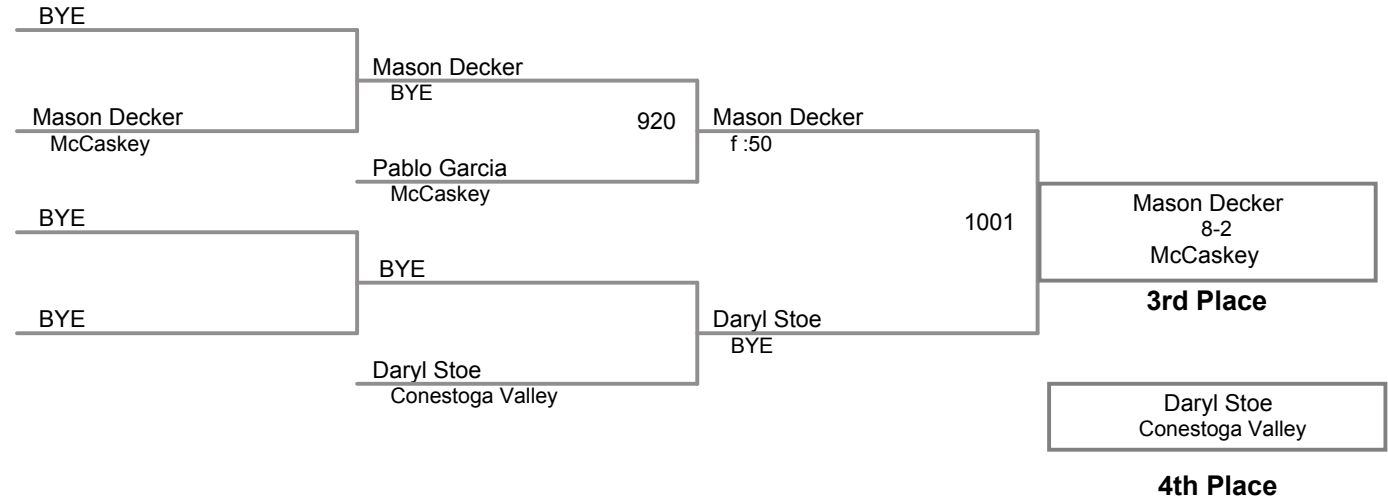 BYE
Mason Decker
BYE
Mason Decker
McCaskey
920
Mason Decker
f :50
Pablo Garcia
McCaskey
BYE
1001
Mason Decker
8-2
McCaskey
3rd Place
BYE
BYE
Daryl Stoe
BYE
Daryl Stoe
Conestoga Valley
Daryl Stoe
Conestoga Valley
4th Place